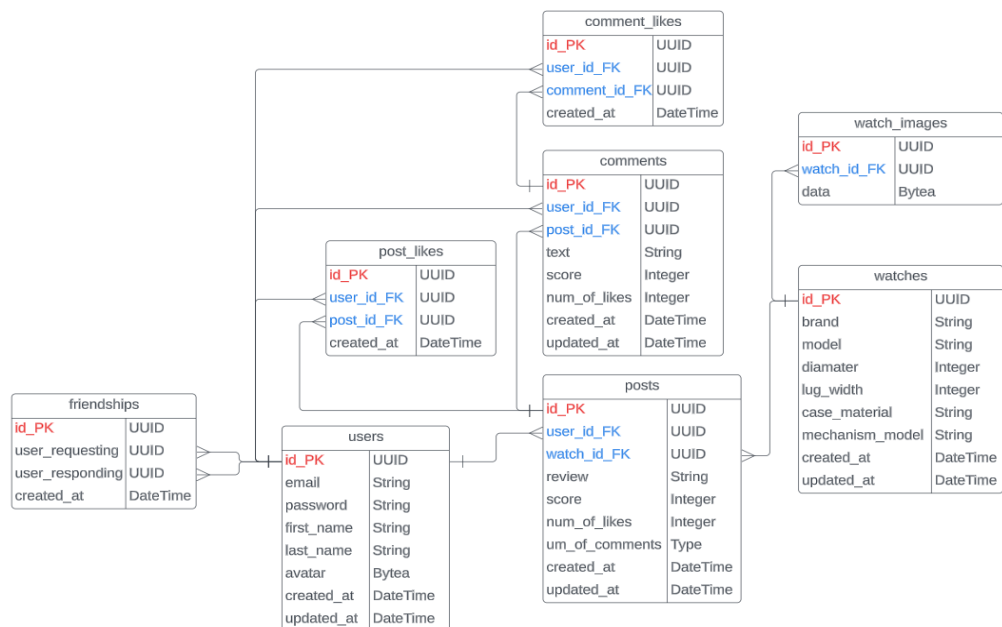 comment_likes
id_PK UUID
user_id_FK UUID
comment_id_FK UUID
created_at DateTime
watch_images
id_PK UUID
watch_id_FK UUID
data Bytea
comments
id_PK UUID
user_id_FK UUID
post_id_FK UUID
text String
score Integer
num_of_likes Integer
created_at DateTime
updated_at DateTime
post_likes
id_PK UUID
user_id_FK UUID
post_id_FK UUID
created_at DateTime
watches
id_PK UUID
brand String
model String
diamater Integer
lug_width Integer
case_material String
mechanism_model String
created_at DateTime
updated_at DateTime
friendships
id_PK UUID
user_requesting UUID
user_responding UUID
created_at DateTime
users
id_PK UUID
email String
password String
first_name String
last_name String
avatar Bytea
created_at DateTime
updated_at DateTime
posts
id_PK UUID
user_id_FK UUID
watch_id_FK UUID
review String
score Integer
num_of_likes Integer
um_of_comments Type
created_at DateTime
updated_at DateTime